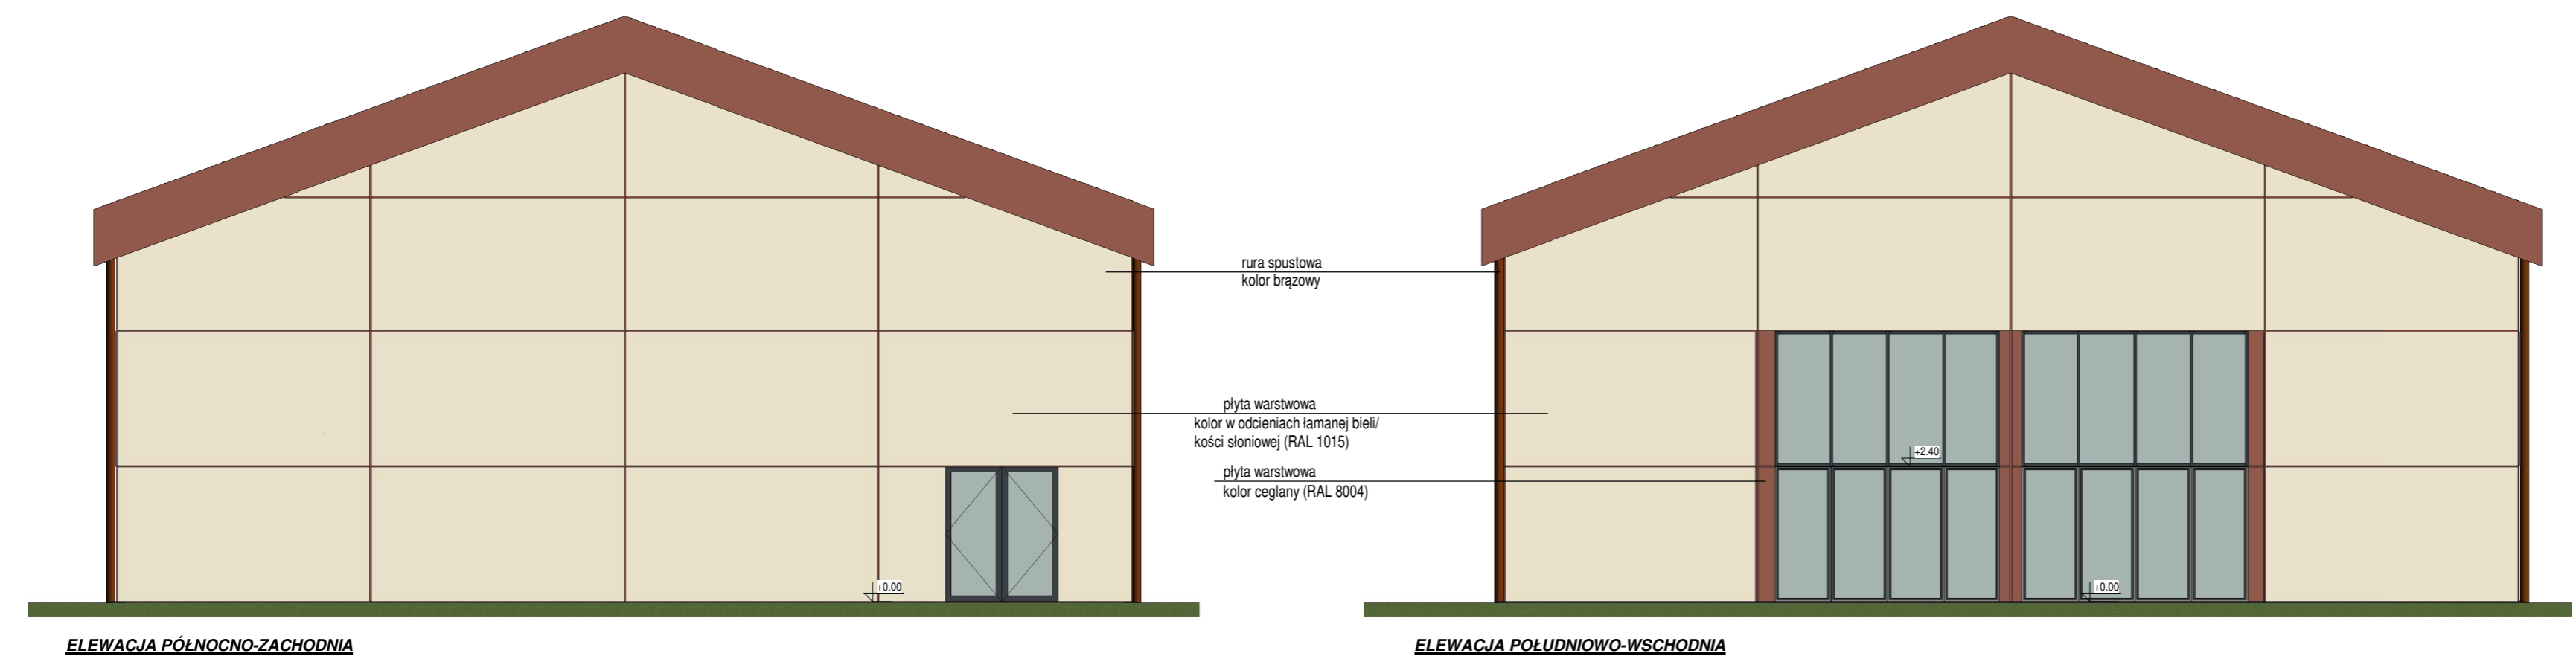 rura spustowa
kolor brązowy
płyta warstwowa
kolor w odcieniach łamanej bieli/
kości słoniowej (RAL 1015)
płyta warstwowa
kolor ceglany (RAL 8004)
+2.40
+0.00
+0.00
ELEWACJA PÓŁNOCNO-ZACHODNIA
ELEWACJA POŁUDNIOWO-WSCHODNIA